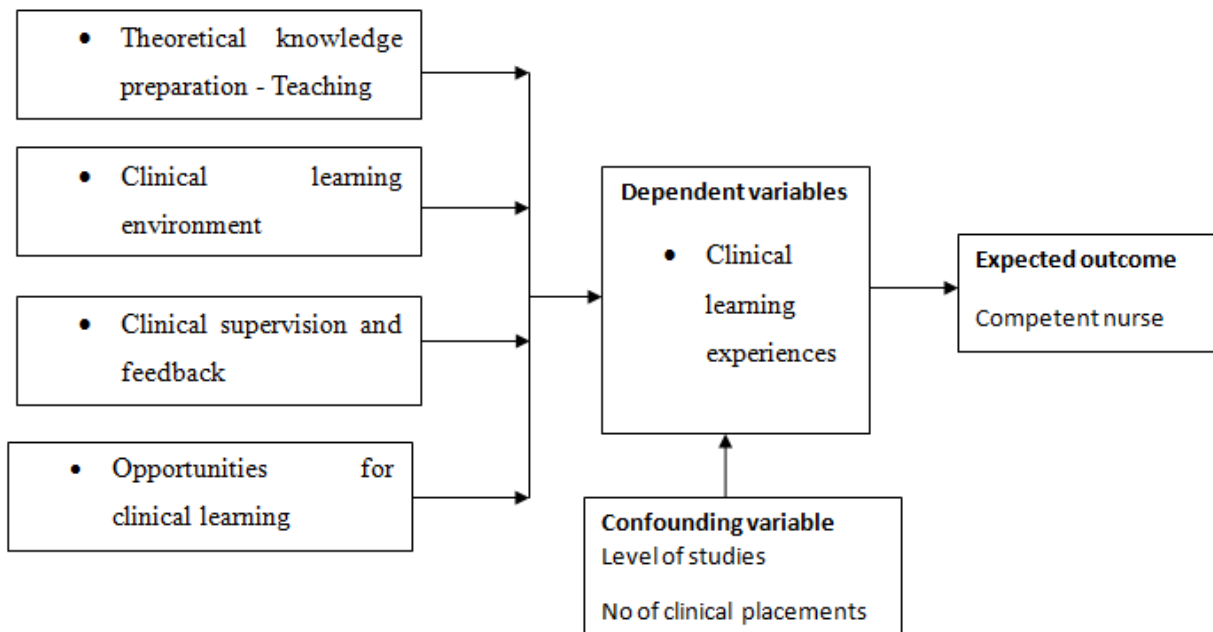 • Theoretical knowledge
preparation - Teaching
• Clinical learning
environment
• Clinical supervision and
feedback
• Opportunities for
clinical learning
Dependent variables
• Clinical
learning
experiences
Confounding variable
Level of studies
No of clinical placements
Expected outcome
Competent nurse